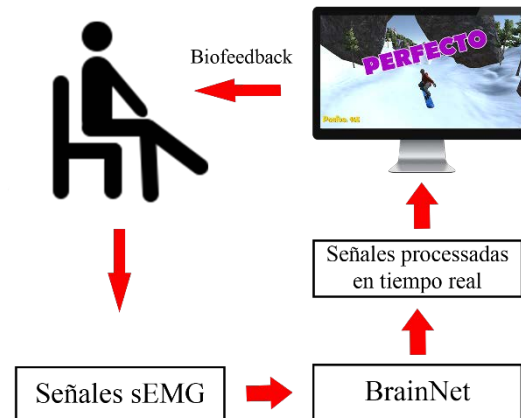 Biofeedback
PERFECTO
Señales processadas
en tiempo real
Señales sEMG
BrainNet